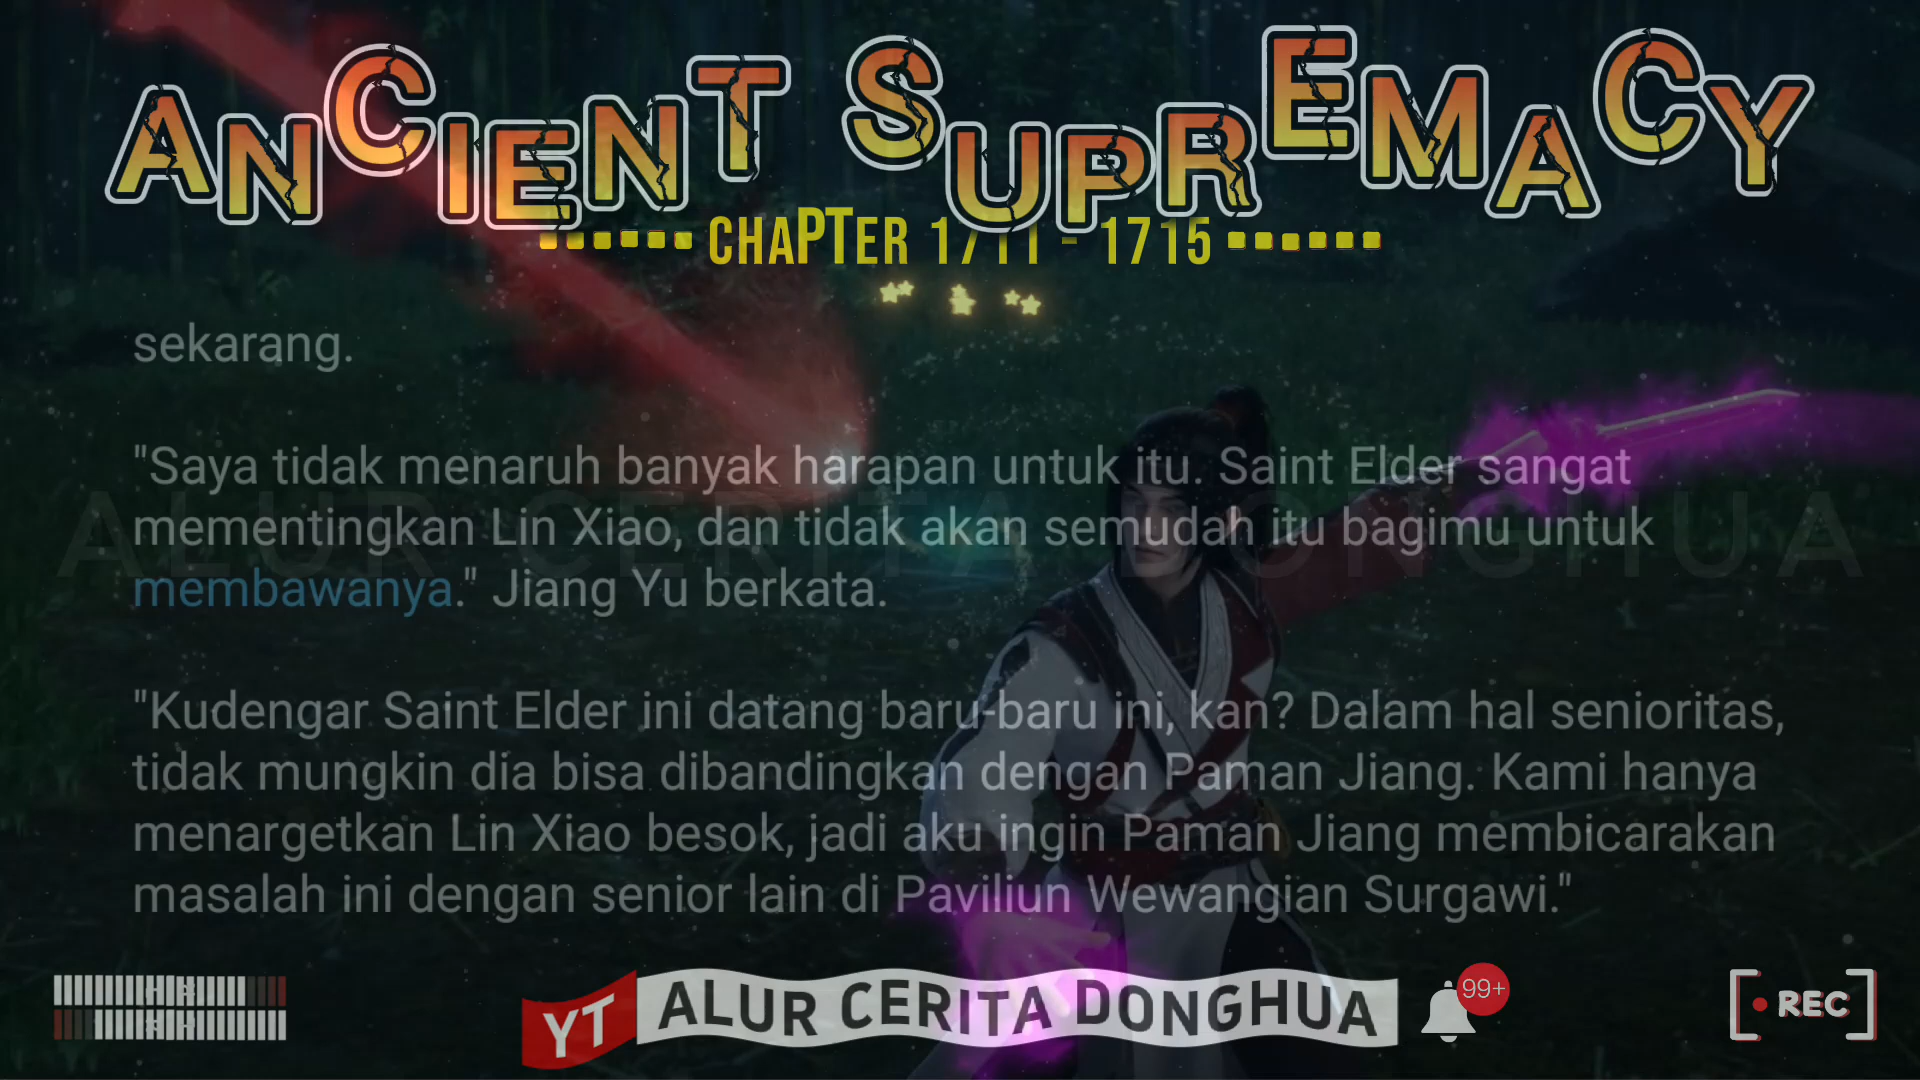 ANCIENT SUPREMACY
CHAPTER 1711 - 1715
sekarang.
"Saya tidak menaruh banyak harapan untuk itu. Saint Elder sangat
mementingkan Lin Xiao, dan tidak akan semudah itu bagimu untuk
membawanya." Jiang Yu berkata.
ALUR CERITA DONGHUA
"Kudengar Saint Elder ini datang baru-baru ini, kan? Dalam hal senioritas,
tidak mungkin dia bisa dibandingkan dengan Paman Jiang. Kami hanya
menargetkan Lin Xiao besok, jadi aku ingin Paman Jiang membicarakan
masalah ini dengan senior lain di Paviliun Wewangian Surgawi."
YT ALUR CERITA DONGHUA
99+
REC